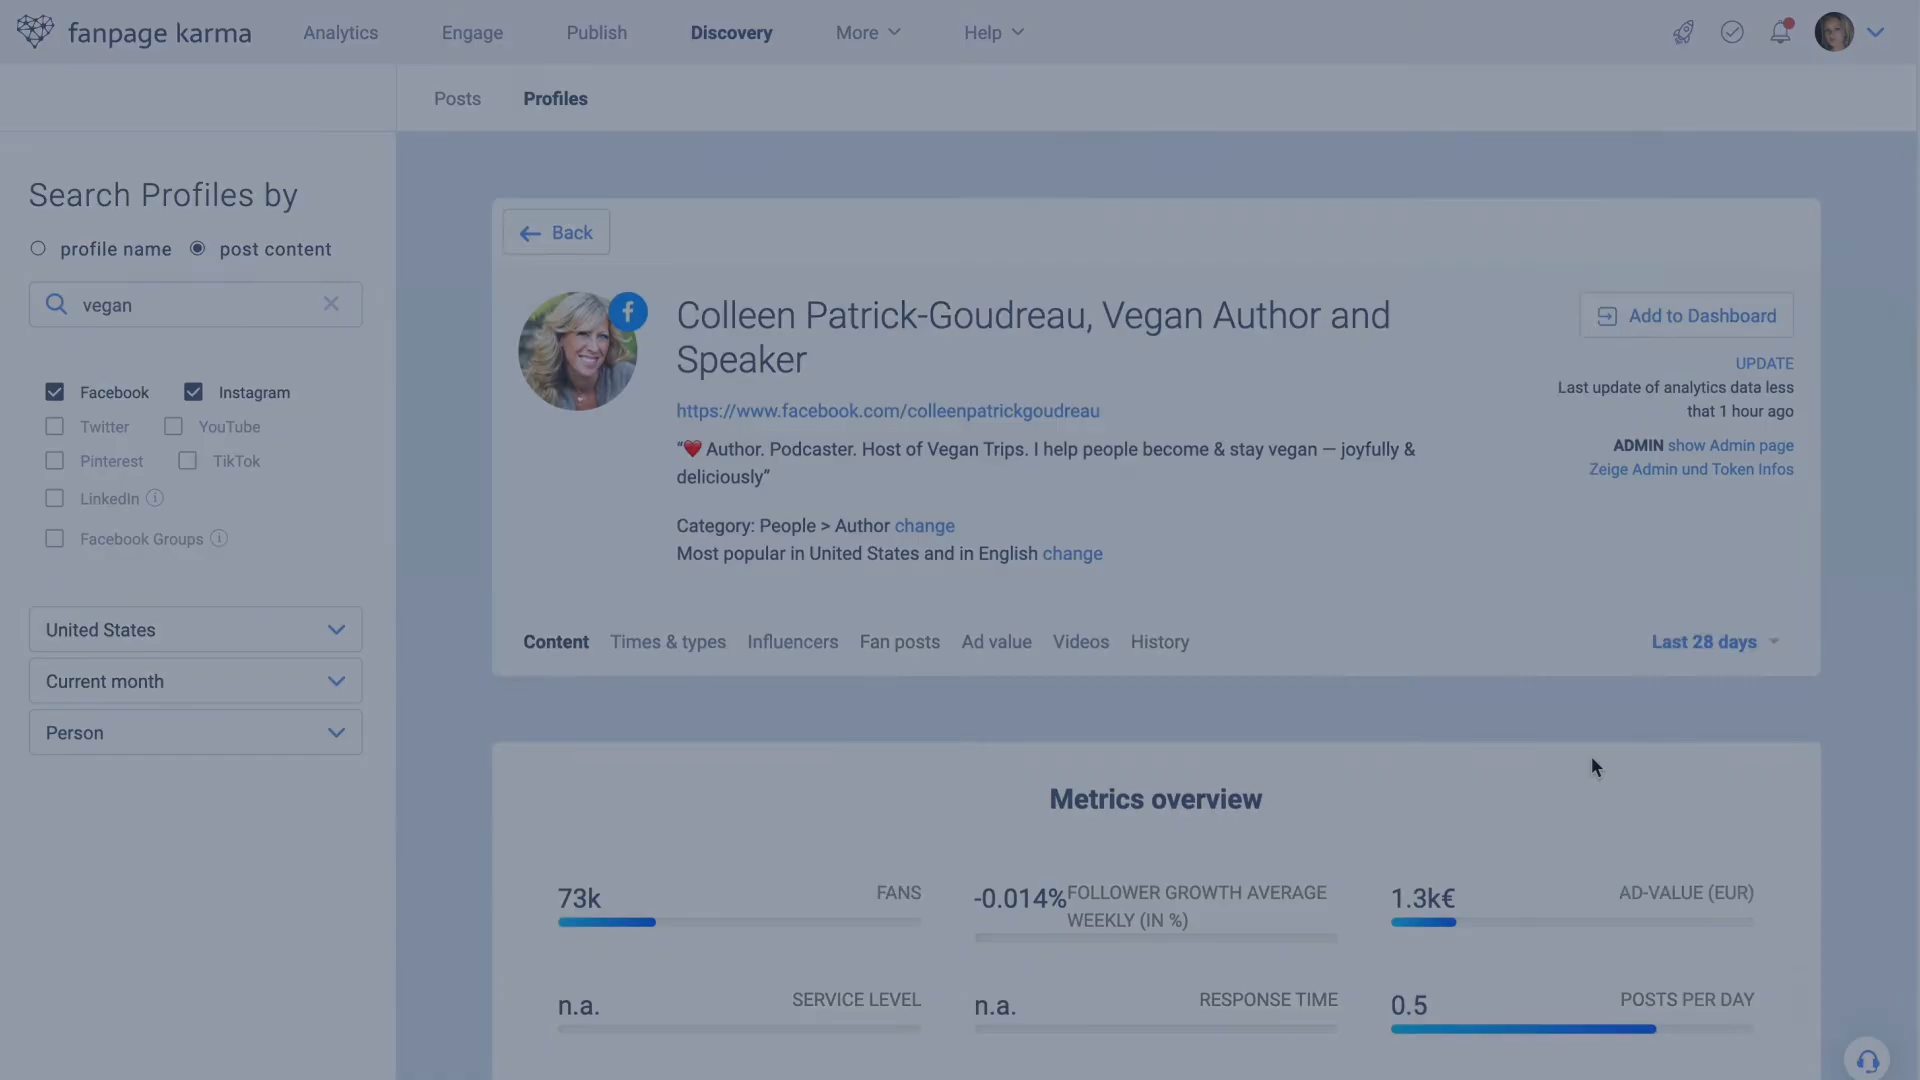 fanpage karma
Analytics
Engage
Publish
Discovery
More
Help
Posts
Profiles
Search Profiles by
profile name
post content
vegan
Facebook
Instagram
Twitter
YouTube
Pinterest
TikTok
LinkedIn
Facebook Groups
United States
Current month
Person
Back
Colleen Patrick-Goudreau, Vegan Author and
Speaker
https://www.facebook.com/colleenpatrickgoudreau
“❤️ Author. Podcaster. Host of Vegan Trips. I help people become & stay vegan — joyfully &
deliciously”
Category: People > Author change
Most popular in United States and in English change
Add to Dashboard
UPDATE
Last update of analytics data less
that 1 hour ago
ADMIN show Admin page
Zeige Admin und Token Infos
Content
Times & types
Influencers
Fan posts
Ad value
Videos
History
Last 28 days
Metrics overview
73k
FANS
-0.014%
FOLLOWER GROWTH AVERAGE
WEEKLY (IN %)
1.3k€
AD-VALUE (EUR)
n.a.
SERVICE LEVEL
n.a.
RESPONSE TIME
0.5
POSTS PER DAY